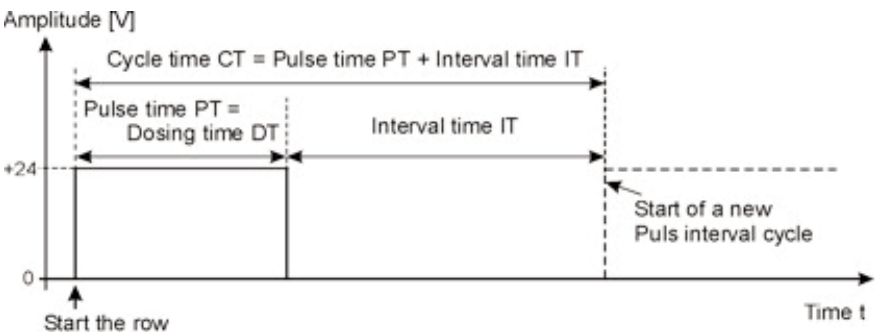 Amplitude [V]
Cycle time CT = Pulse time PT + Interval time IT
Pulse time PT =
Dosing time DT
Interval time IT
+24
Start of a new
Puls interval cycle
0
Time t
Start the row